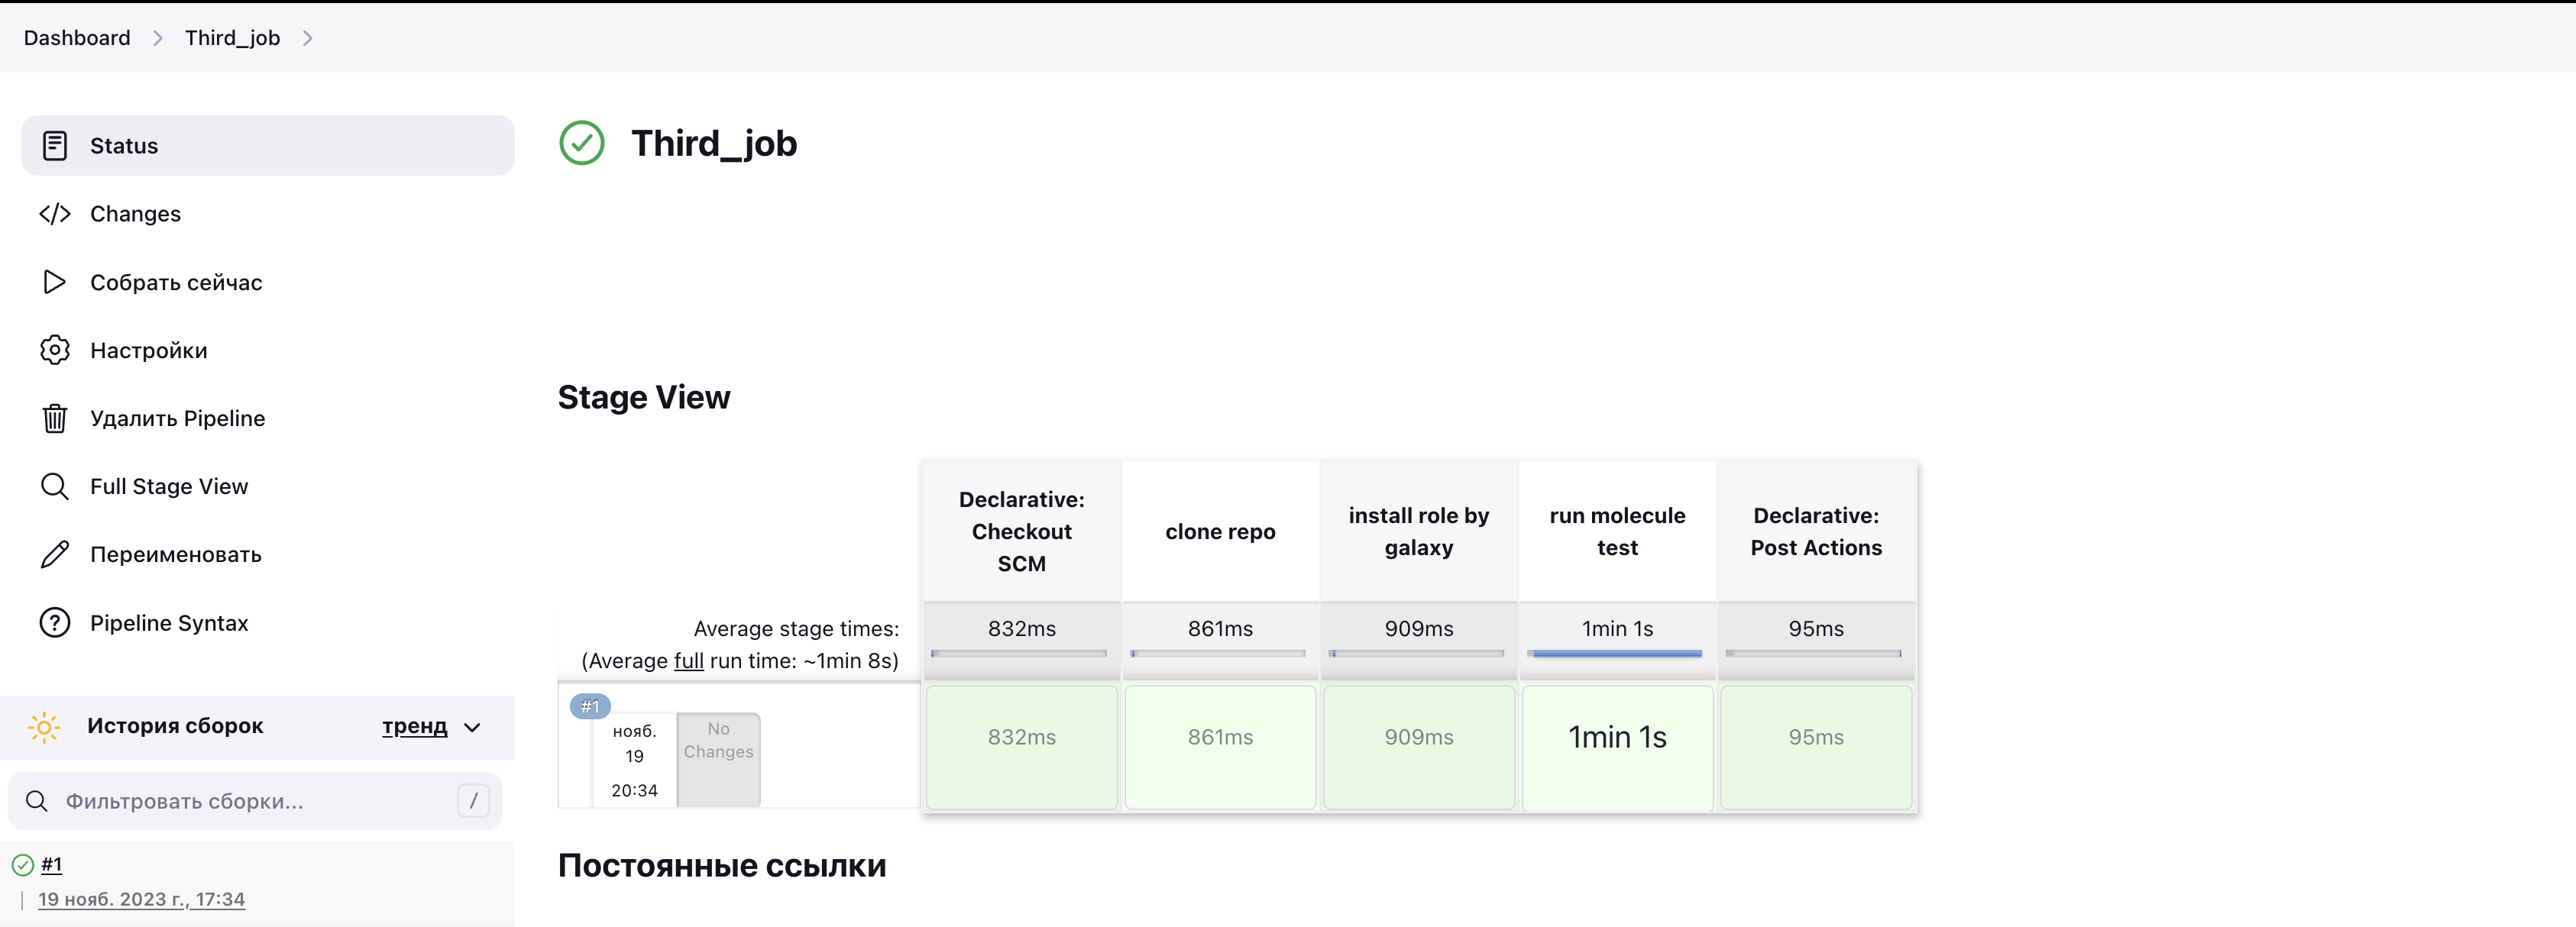 Dashboard
Third_job
Status
Changes
Собрать сейчас
Настройки
Удалить Pipeline
Full Stage View
Переименовать
Pipeline Syntax
История сборок
тренд
Фильтровать сборки...
/
#1
19 нояб. 2023 г., 17:34
Third_job
Stage View
Declarative:
Checkout
SCM
clone repo
install role by
galaxy
run molecule
test
Declarative:
Post Actions
Average stage times:
(Average full run time: ~1min 8s)
832ms
861ms
909ms
1min 1s
95ms
#1
нояб.
19
20:34
No
Changes
832ms
861ms
909ms
1min 1s
95ms
Постоянные ссылки